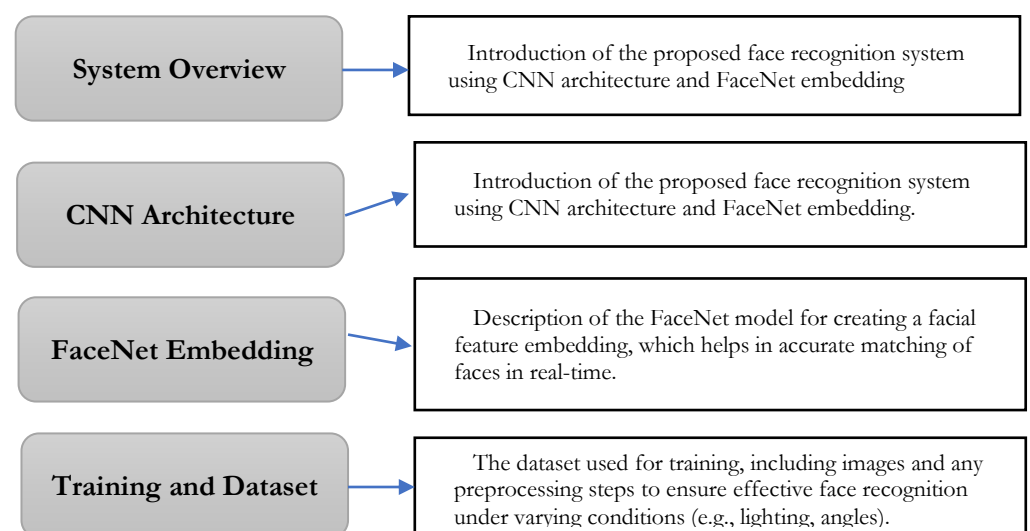 System Overview
Introduction of the proposed face recognition system
using CNN architecture and FaceNet embedding
CNN Architecture
Introduction of the proposed face recognition system
using CNN architecture and FaceNet embedding.
FaceNet Embedding
Description of the FaceNet model for creating a facial
feature embedding, which helps in accurate matching of
faces in real-time.
Training and Dataset
The dataset used for training, including images and any
preprocessing steps to ensure effective face recognition
under varying conditions (e.g., lighting, angles).